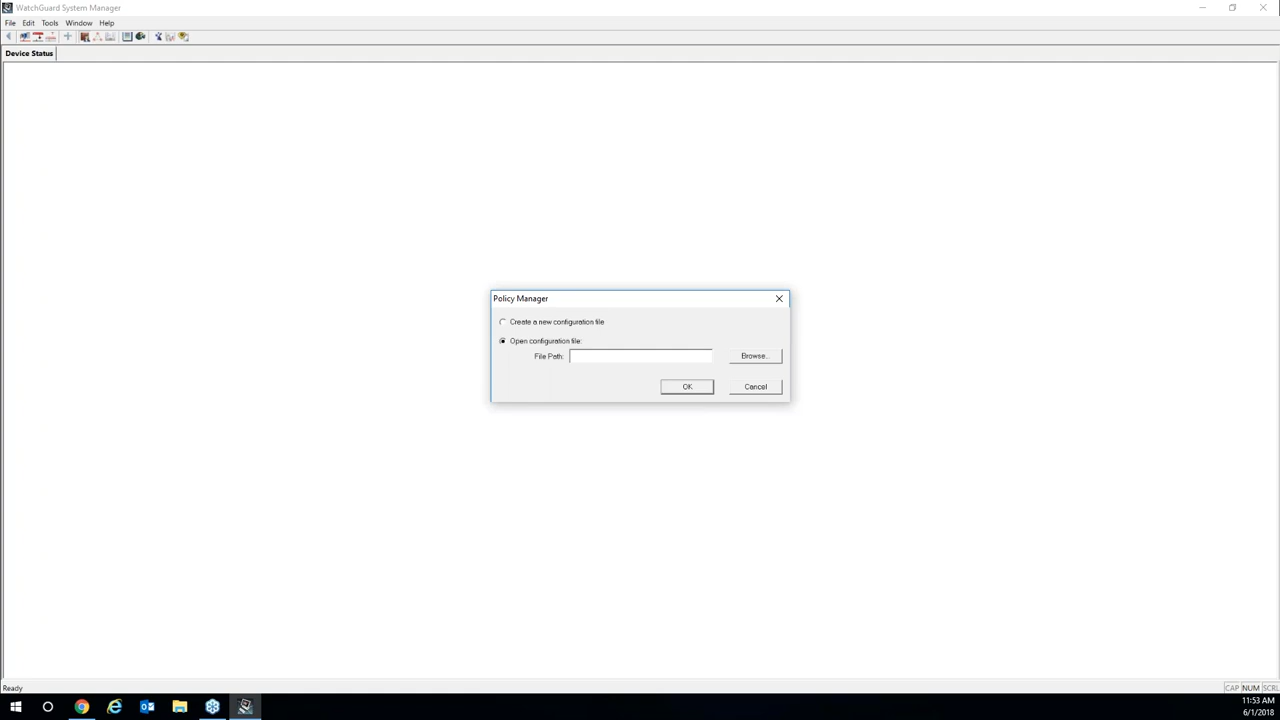 WatchGuard System Manager
File Edit Tools Window Help
Device Status
Policy Manager
Create a new configuration file
Open configuration file:
File Path:
Browse...
OK Cancel
Ready
CAP NUM SCRL
11:53 AM
6/1/2018